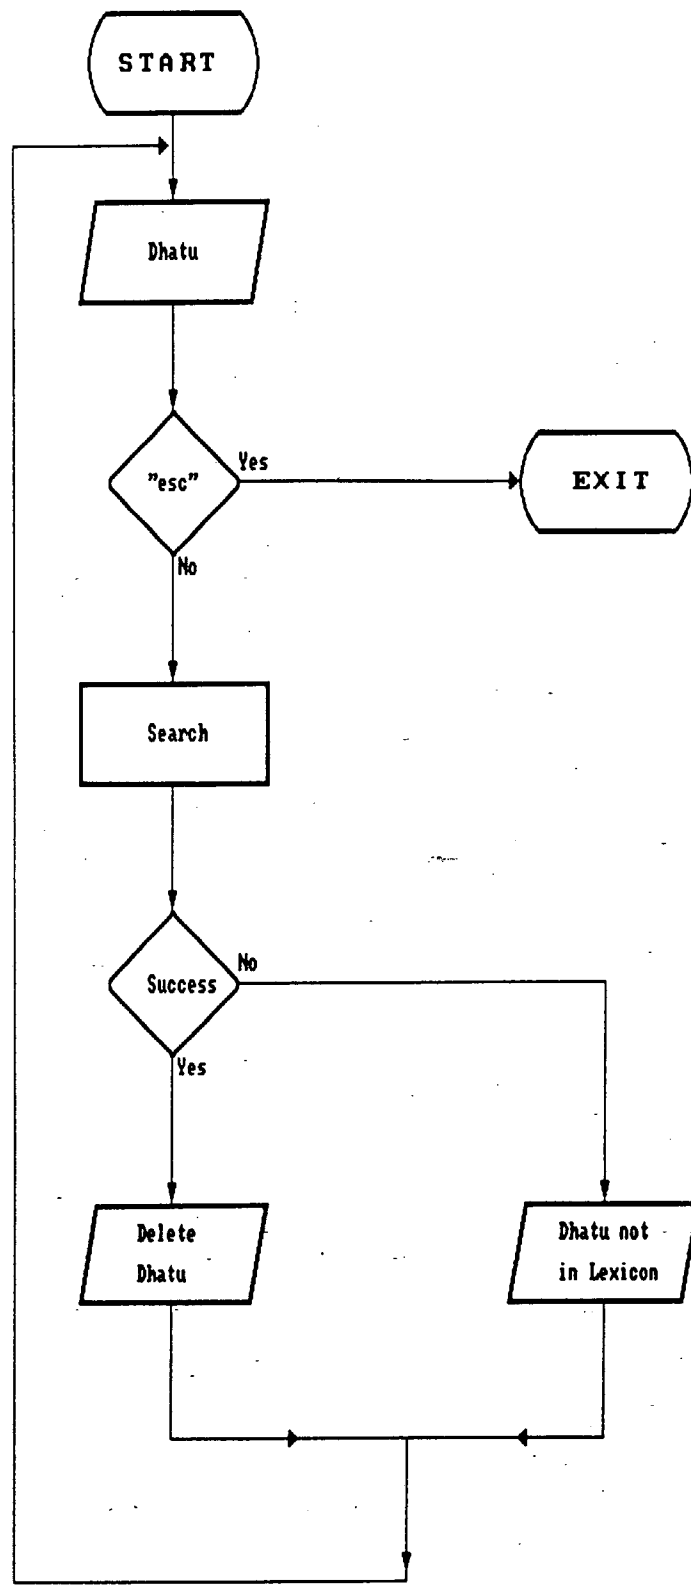 START
Dhatu
"esc"
Yes
EXIT
No
Search
Success
No
Yes
Delete
Dhatu
Dhatu not
in Lexicon